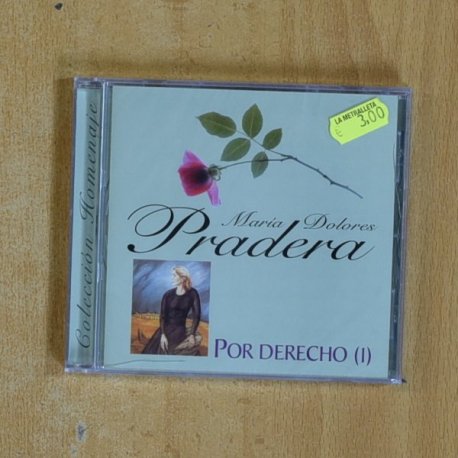 Colección Homenaje
LA METRALLETA
€ 3,00
María Dolores
Pradera
POR DERECHO (I)